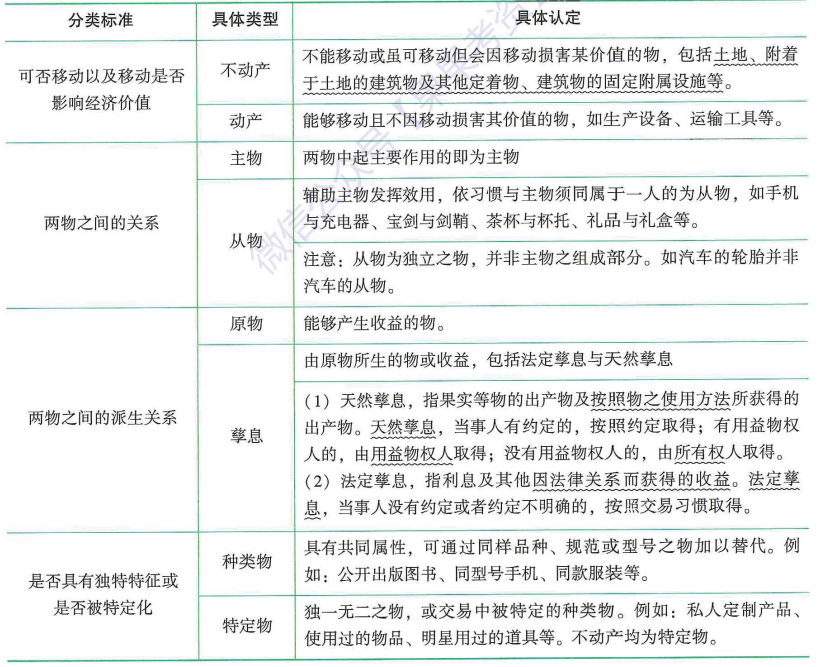 分类标准 具体类型 具体认定
可否移动以及移动是否
影响经济价值
不动产
不能移动或虽可移动但会因移动损害某价值的物，包括土地、附着
于土地的建筑物及其他定着物、建筑物的固定附属设施等。
动产
能够移动且不因移动损害其价值的物，如生产设备、运输工具等。
两物之间的关系
主物
两物中起主要作用的即为主物
从物
辅助主物发挥效用，依习惯与主物须同属于一人的为从物，如手机
与充电器、宝剑与剑鞘、茶杯与杯托、礼品与礼盒等。
注意：从物为独立之物，并非主物之组成部分。如汽车的轮胎并非
汽车的从物。
两物之间的派生关系
原物
能够产生收益的物。
孳息
由原物所生的物或收益，包括法定孳息与天然孳息
（1）天然孳息，指果实等物的出产物及按照物之使用方法所获得的
出产物。天然孳息，当事人有约定的，按照约定取得；有用益物权
人的，由用益物权人取得；没有用益物权人的，由所有权人取得。
（2）法定孳息，指利息及其他因法律关系而获得的收益。法定孳
息，当事人没有约定或者约定不明确的，按照交易习惯取得。
是否具有独特特征或
是否被特定化
种类物
具有共同属性，可通过同样品种、规范或型号之物加以替代。例
如：公开出版图书、同型号手机、同款服装等。
特定物
独一无二之物，或交易中被特定的种类物。例如：私人定制产品、
使用过的物品、明星用过的道具等。不动产均为特定物。
微信公众号